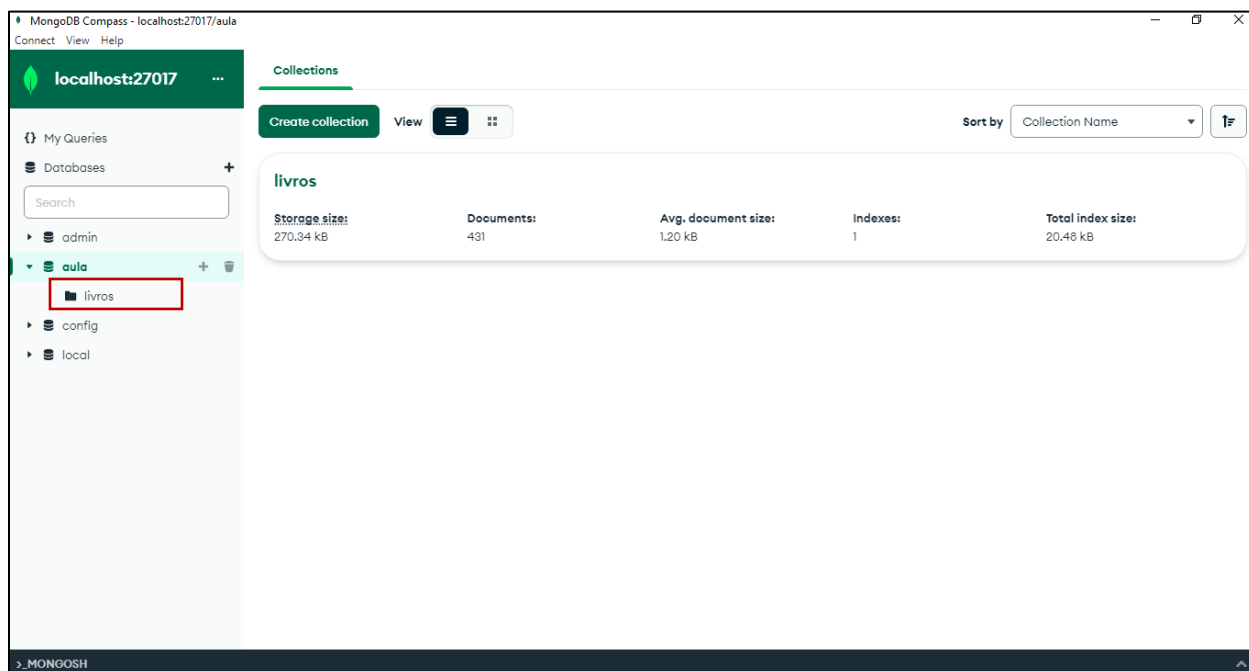 MongoDB Compass - localhost:27017/aula
Connect View Help
localhost:27017 ...
{} My Queries
Databases +
Search
admin
aula +
livros
config
local
Collections
Create collection View Sort by Collection Name
livros
Storage size: Documents: Avg. document size: Indexes: Total index size:
270.34 kB 431 1.20 kB 1 20.48 kB
>_MONGOSH